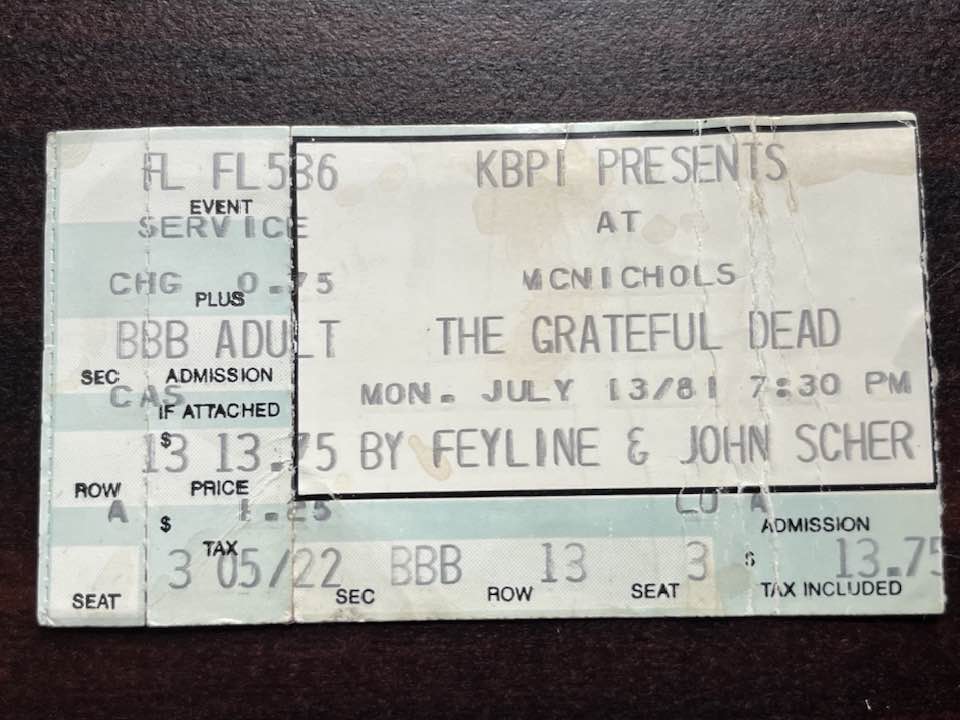 FL FL536
EVENT
SERVICE
CHG 0.75
PLUS
BBB ADULT
SEC ADMISSION
CAS
IF ATTACHED
$
13 13.75
ROW PRICE
A 1.25
$
TAX
3 05/22
SEAT
KBPI PRESENTS
AT
MCNICHOLS
THE GRATEFUL DEAD
MON. JULY 13/81 7:30 PM
BY FEYLINE & JOHN SCHER
A
ADMISSION
BBB 13 3 $ 13.75
SEC ROW SEAT TAX INCLUDED